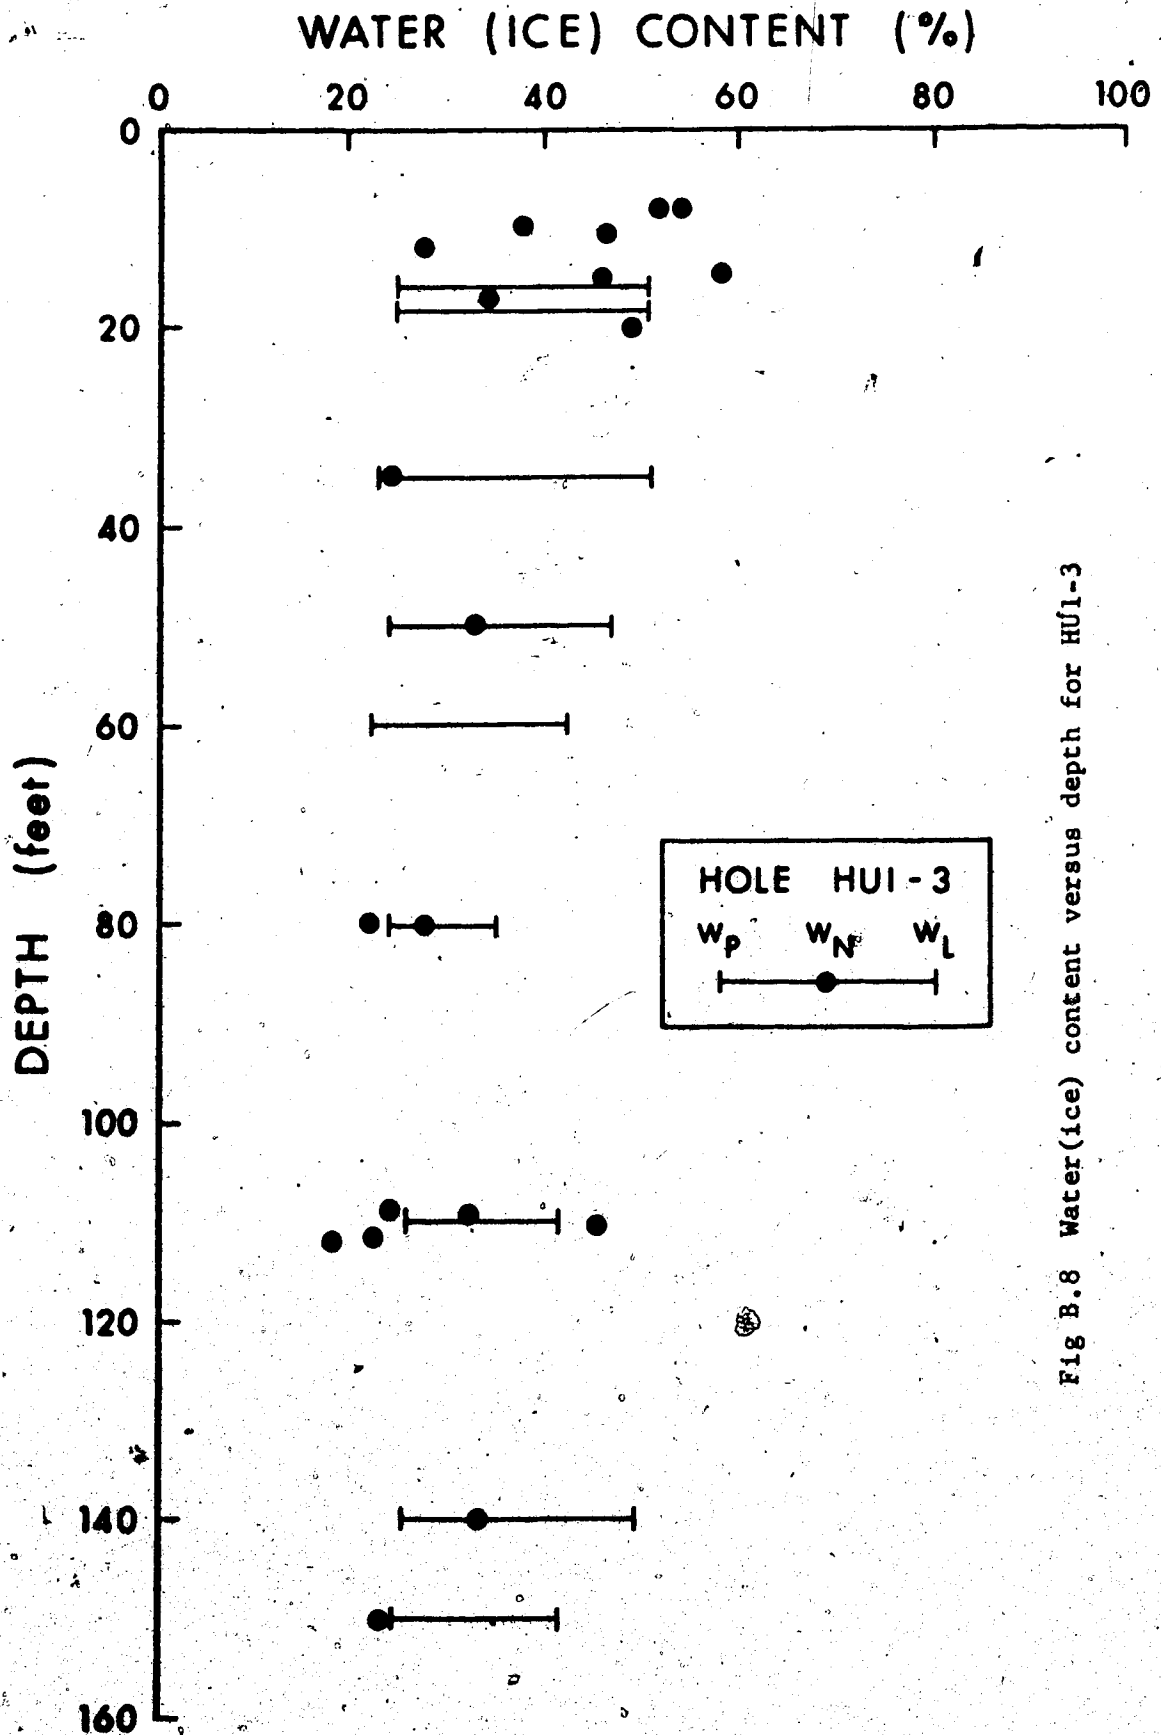 WATER (ICE) CONTENT (%)
0 20 40 60 80 100
0
20
40
60
80
100
120
140
160
DEPTH (feet)
HOLE HU1-3
WP WN WL
Fig B.8 Water(ice) content versus depth for HU1-3